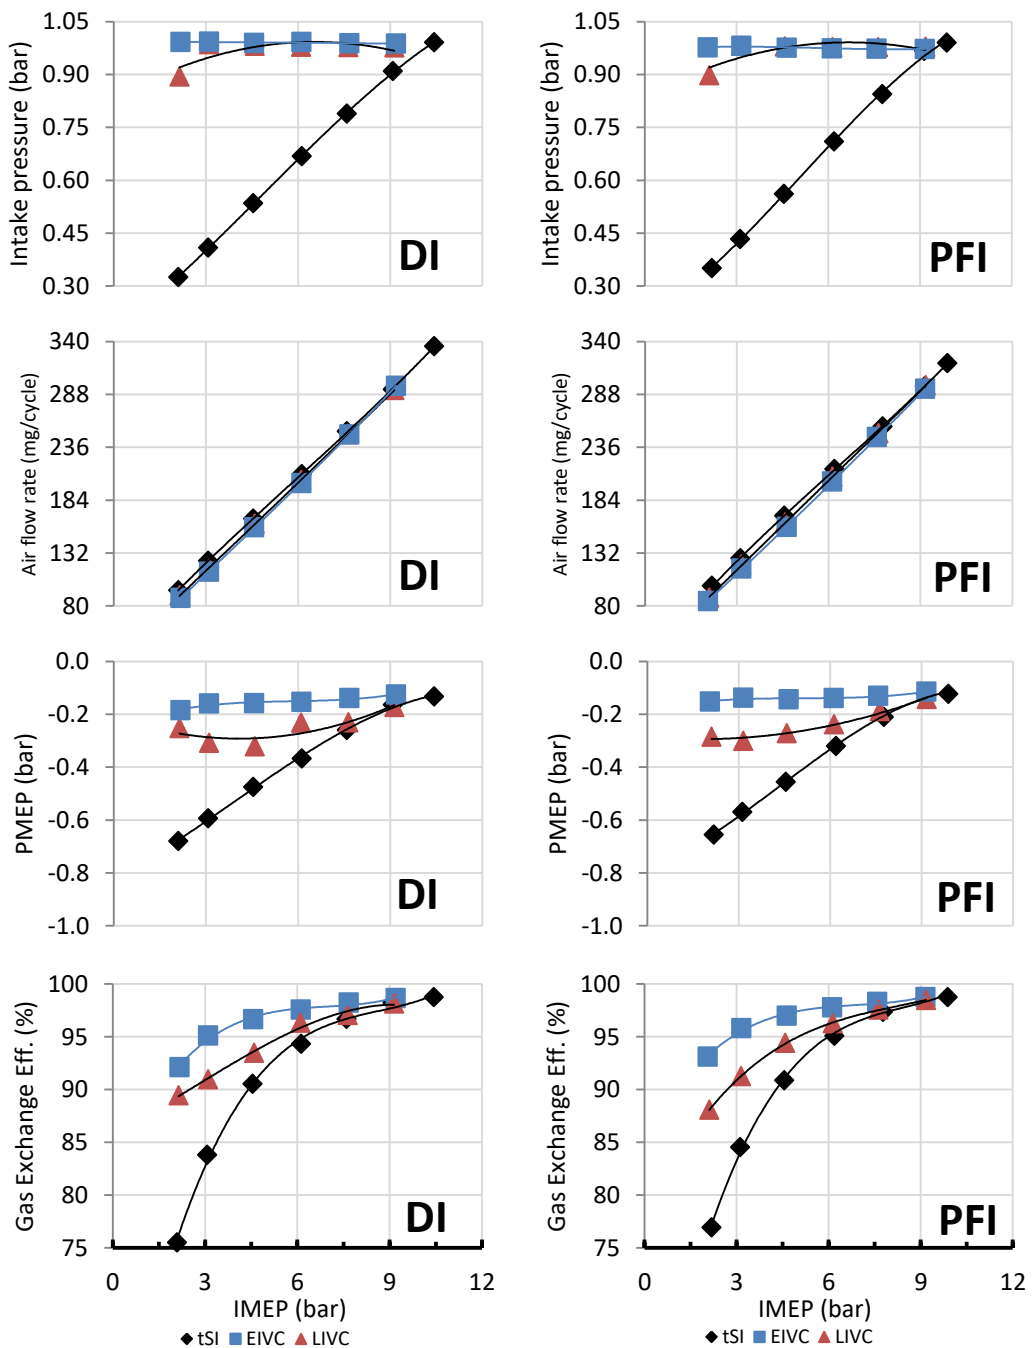 1.05
0.90
0.75
0.60
0.45
0.30
Intake pressure (bar)
DI
1.05
0.90
0.75
0.60
0.45
0.30
Intake pressure (bar)
PFI
340
288
236
184
132
80
Air flow rate (mg/cycle)
DI
340
288
236
184
132
80
Air flow rate (mg/cycle)
PFI
0.0
-0.2
-0.4
-0.6
-0.8
-1.0
PMEP (bar)
DI
0.0
-0.2
-0.4
-0.6
-0.8
-1.0
PMEP (bar)
PFI
100
95
90
85
80
75
Gas Exchange Eff. (%)
DI
0 3 6 9 12
IMEP (bar)
tSI EIVC LIVC
100
95
90
85
80
75
Gas Exchange Eff. (%)
PFI
0 3 6 9 12
IMEP (bar)
tSI EIVC LIVC